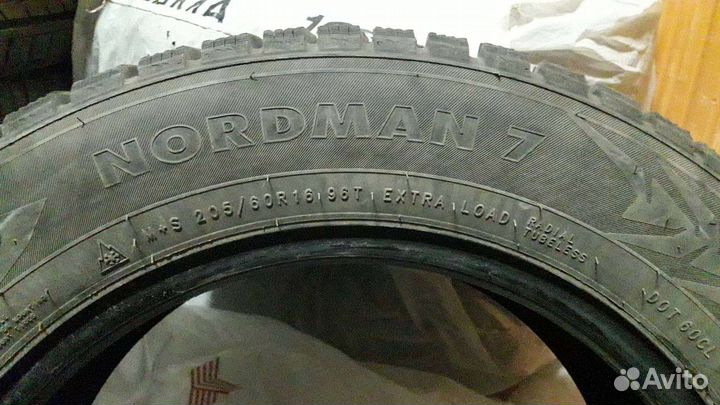 NORDMAN 7
M+S 205/60R16 96T EXTRA LOAD RADIAL TUBELESS
DOT 60CL
Avito